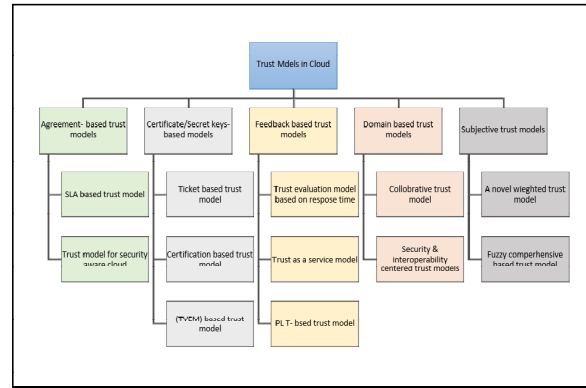 Trust Mdels in Cloud
Agreement- based trust
models
Certificate/Secret keys-
based models
Feedback based trust
models
Domain based trust
models
Subjective trust models
SLA based trust model
Ticket based trust
model
Trust evaluation model
based on respose time
Collobrative trust
model
A novel wieghted trust
model
Trust model for security
aware cloud
Certification based trust
model
Trust as a service model
Security &
interoperability
centered trust models
Fuzzy comperhensive
based trust model
based trust
model
PL T- bsed trust model